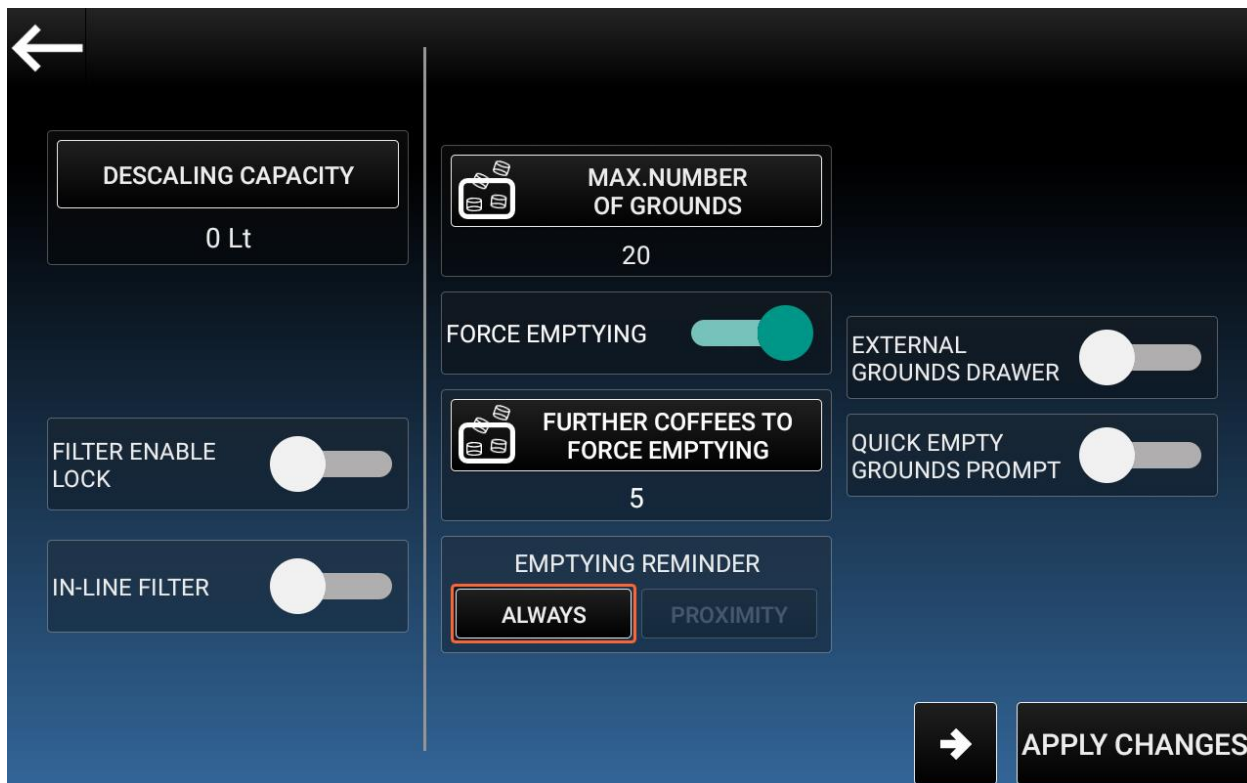 DESCALING CAPACITY
0 Lt
FILTER ENABLE
LOCK
IN-LINE FILTER
MAX.NUMBER
OF GROUNDS
20
FORCE EMPTYING
FURTHER COFFEES TO
FORCE EMPTYING
5
EMPTYING REMINDER
ALWAYS
PROXIMITY
EXTERNAL
GROUNDS DRAWER
QUICK EMPTY
GROUNDS PROMPT
APPLY CHANGES